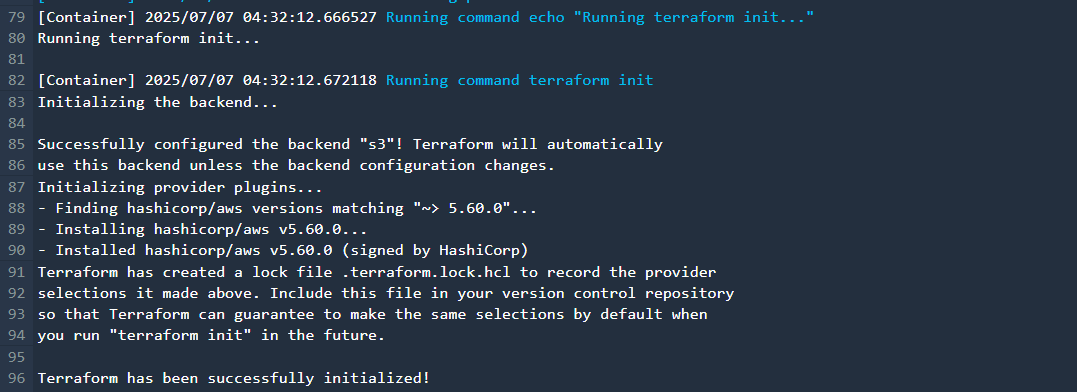 79 [Container] 2025/07/07 04:32:12.666527 Running command echo "Running terraform init..."
80 Running terraform init...
81
82 [Container] 2025/07/07 04:32:12.672118 Running command terraform init
83 Initializing the backend...
84
85 Successfully configured the backend "s3"! Terraform will automatically
86 use this backend unless the backend configuration changes.
87 Initializing provider plugins...
88 - Finding hashicorp/aws versions matching "~> 5.60.0"...
89 - Installing hashicorp/aws v5.60.0...
90 - Installed hashicorp/aws v5.60.0 (signed by HashiCorp)
91 Terraform has created a lock file .terraform.lock.hcl to record the provider
92 selections it made above. Include this file in your version control repository
93 so that Terraform can guarantee to make the same selections by default when
94 you run "terraform init" in the future.
95
96 Terraform has been successfully initialized!